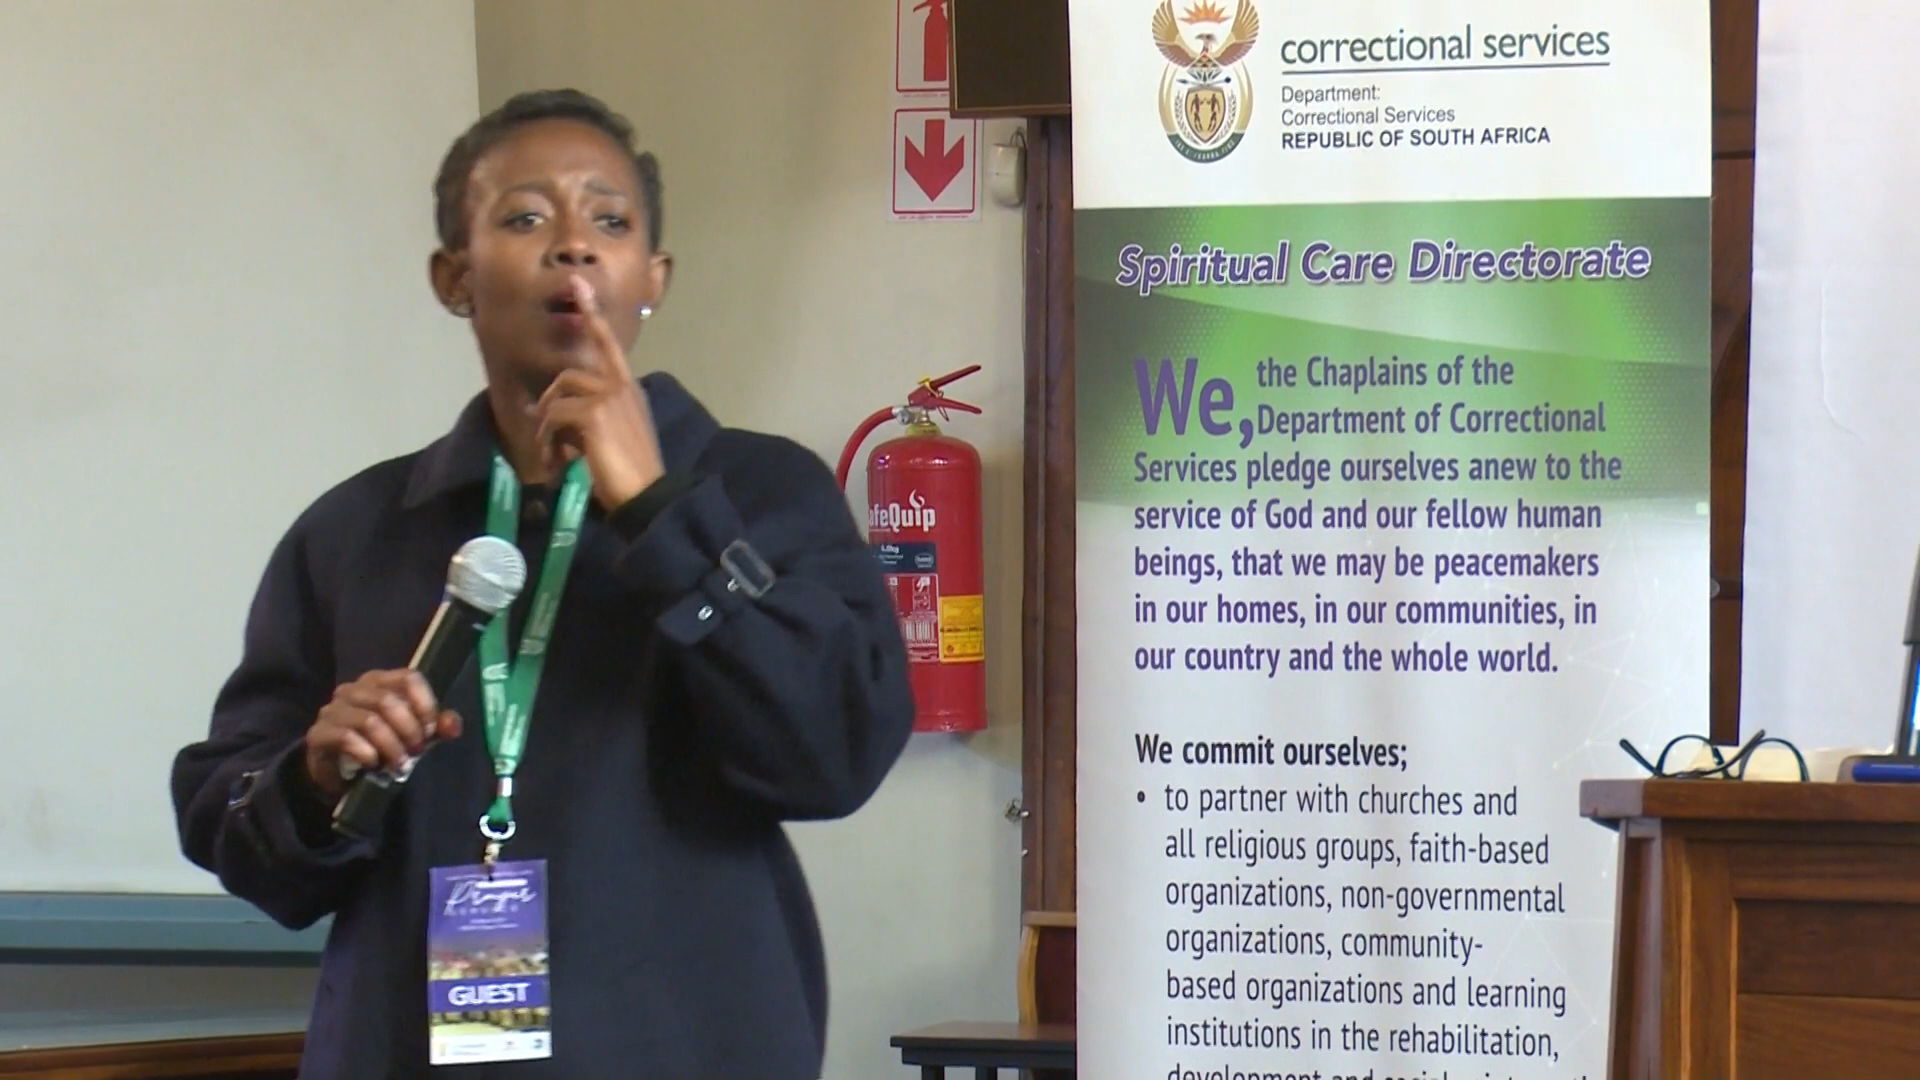 correctional services
Department:
Correctional Services
REPUBLIC OF SOUTH AFRICA
Spiritual Care Directorate
We, the Chaplains of the
Department of Correctional
Services pledge ourselves anew to the
service of God and our fellow human
beings, that we may be peacemakers
in our homes, in our communities, in
our country and the whole world.
We commit ourselves;
• to partner with churches and
all religious groups, faith-based
organizations, non-governmental
organizations, community-
based organizations and learning
institutions in the rehabilitation,
development and
afeQuip
Prayer
GUEST